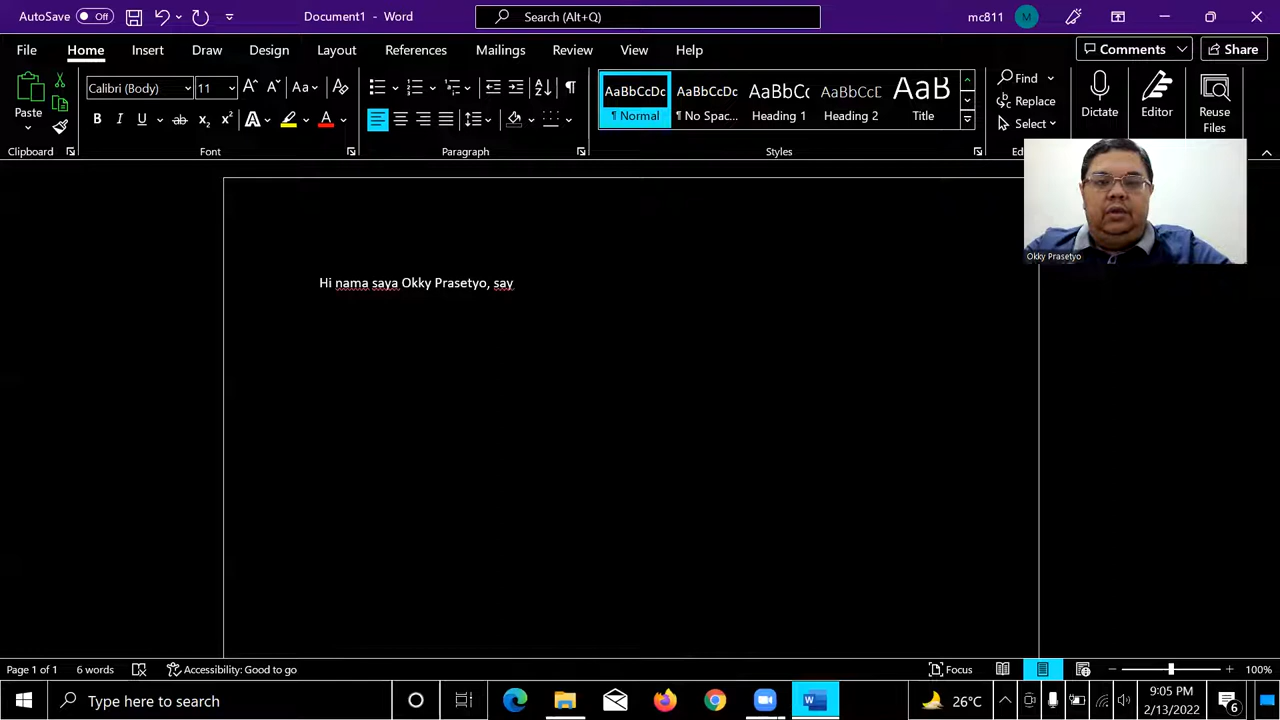 AutoSave Off Document1 - Word Search (Alt+Q) mc811 M
File Home Insert Draw Design Layout References Mailings Review View Help Comments Share
Calibri (Body) 11
Paste
AaBbCcDc AaBbCcDc AaBbCc AaBbCcD AaB
¶ Normal ¶ No Spac... Heading 1 Heading 2 Title
Find
Replace
Select
Dictate Editor Reuse Files
Clipboard Font Paragraph Styles
Okky Prasetyo
Hi nama saya Okky Prasetyo, say
Page 1 of 1 6 words Accessibility: Good to go Focus 100%
Type here to search 26°C 9:05 PM
2/13/2022 6